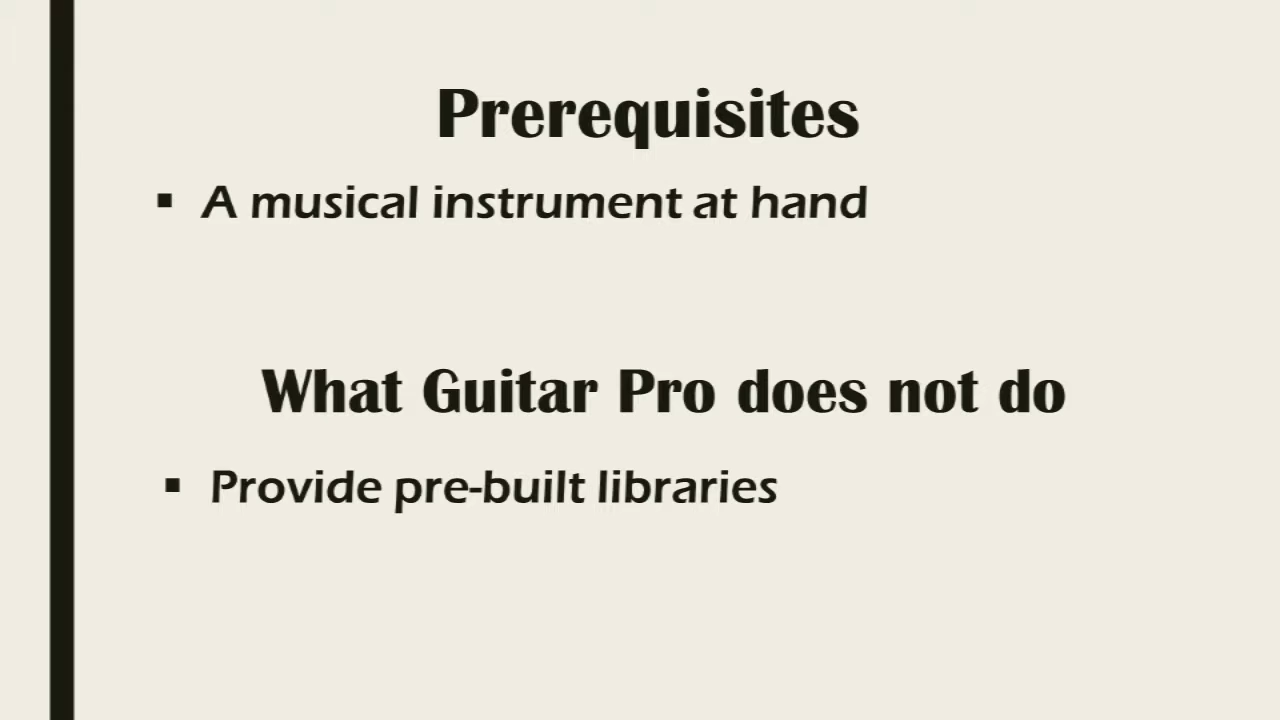 Prerequisites
▪ A musical instrument at hand
What Guitar Pro does not do
▪ Provide pre-built libraries